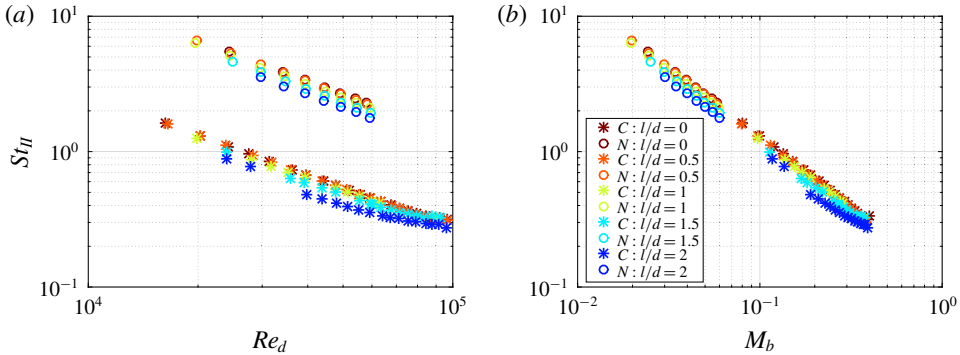 (a)
10^1
10^0
10^-1
St_II
10^4
10^5
Re_d
(b)
10^1
10^0
10^-1
C : l/d = 0
N : l/d = 0
C : l/d = 0.5
N : l/d = 0.5
C : l/d = 1
N : l/d = 1
C : l/d = 1.5
N : l/d = 1.5
C : l/d = 2
N : l/d = 2
10^-2
10^-1
10^0
M_b